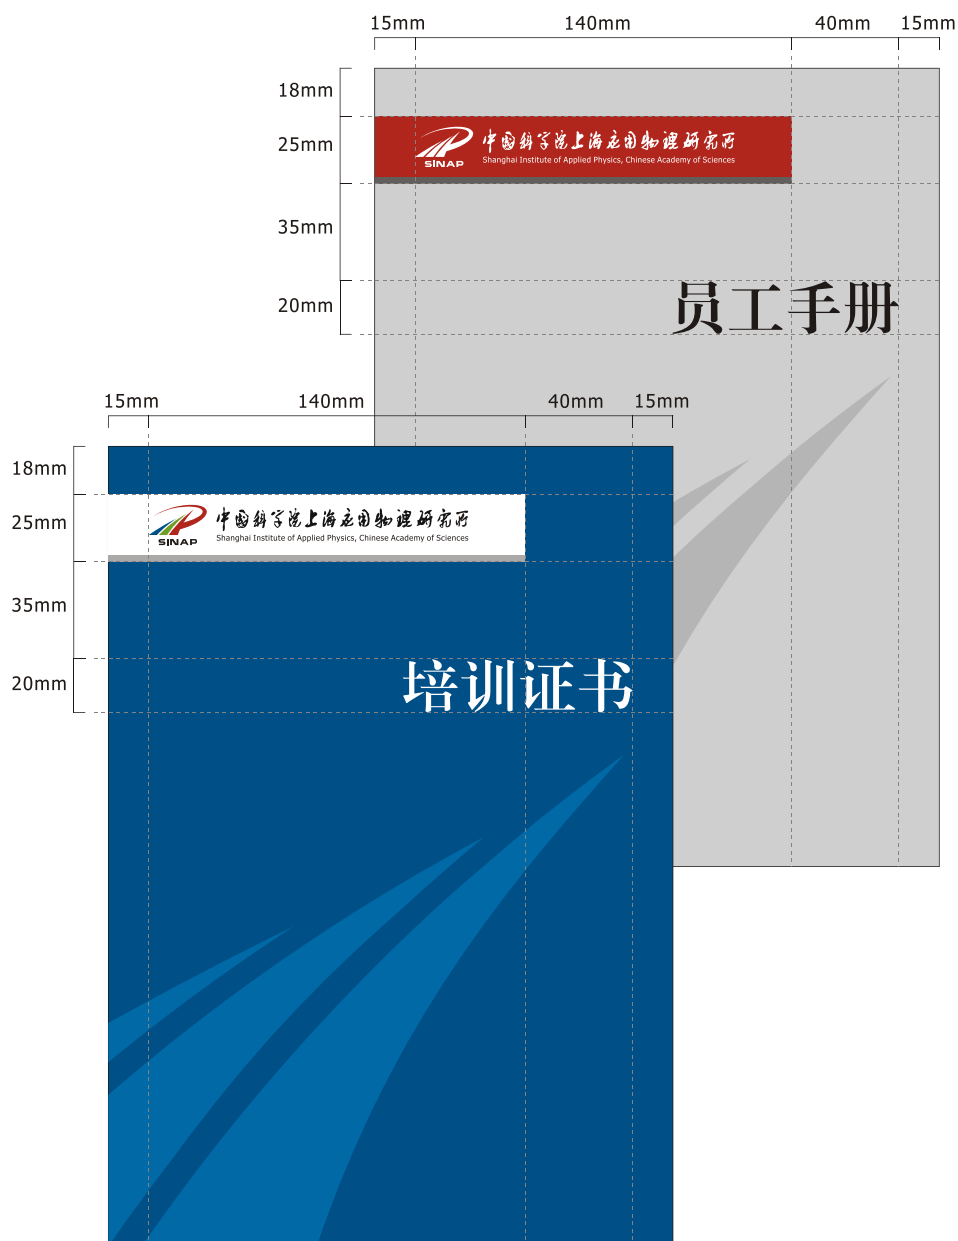 15mm 140mm 40mm 15mm
18mm
25mm
35mm
20mm
中国科学院上海应用物理研究所
Shanghai Institute of Applied Physics, Chinese Academy of Sciences
SINAP
员工手册
15mm 140mm 40mm 15mm
18mm
25mm
35mm
20mm
中国科学院上海应用物理研究所
Shanghai Institute of Applied Physics, Chinese Academy of Sciences
SINAP
培训证书